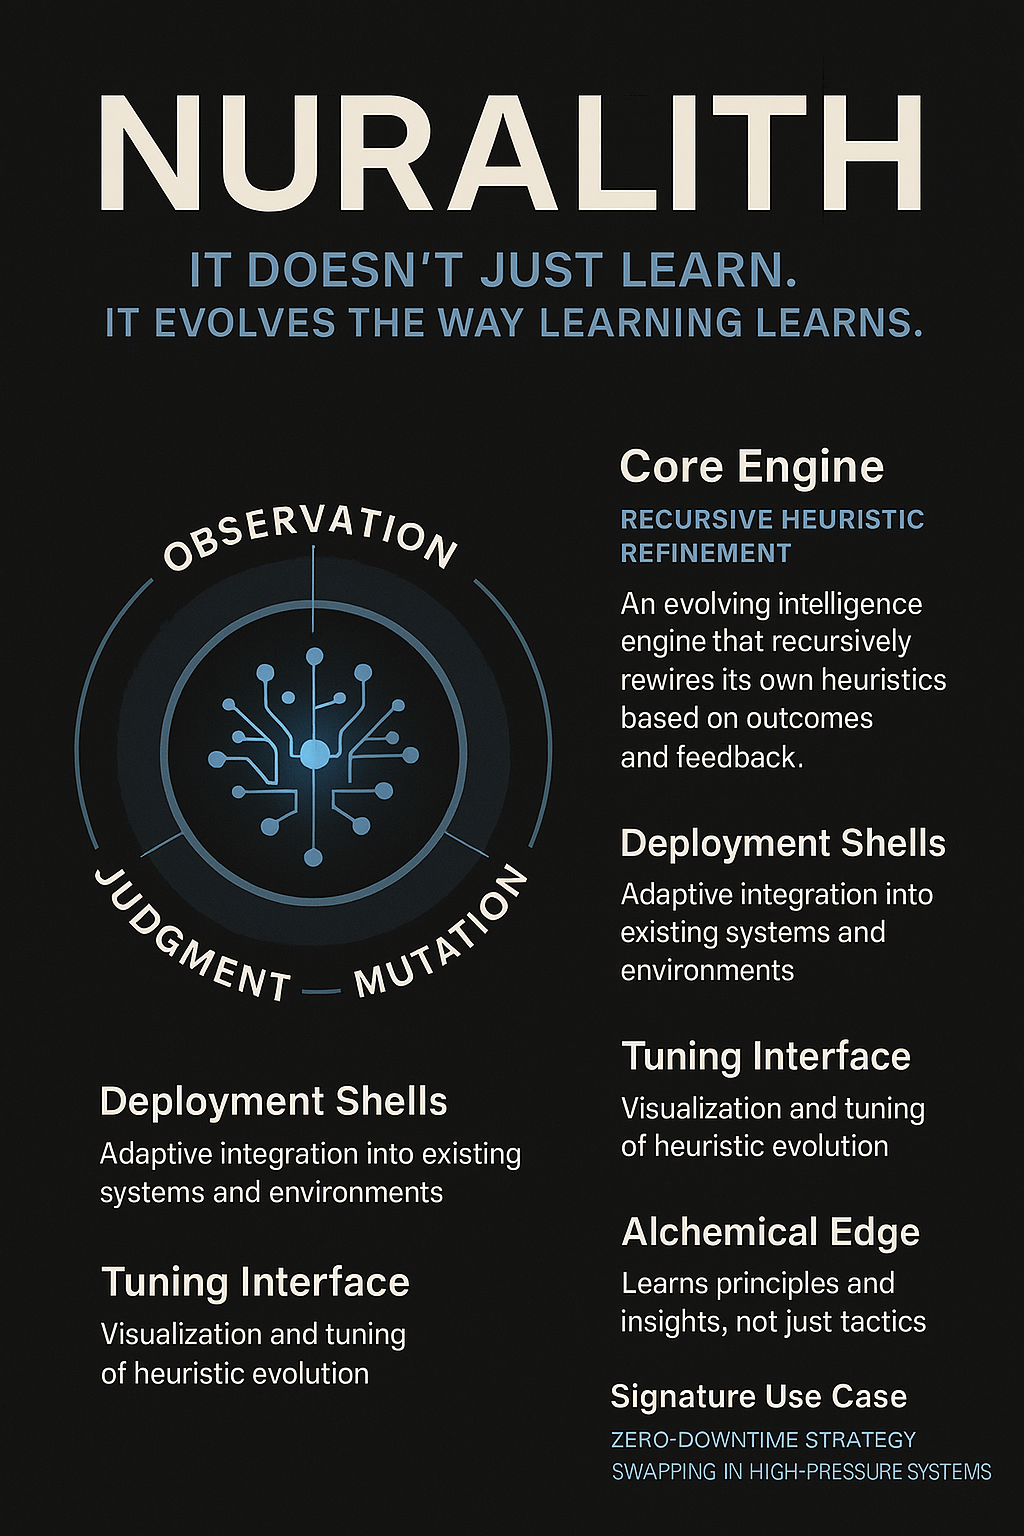 NURALITH
IT DOESN'T JUST LEARN.
IT EVOLVES THE WAY LEARNING LEARNS.
OBSERVATION
JUDGMENT — MUTATION
Deployment Shells
Adaptive integration into existing
systems and environments
Tuning Interface
Visualization and tuning
of heuristic evolution
Core Engine
RECURSIVE HEURISTIC
REFINEMENT
An evolving intelligence
engine that recursively
rewires its own heuristics
based on outcomes
and feedback.
Deployment Shells
Adaptive integration into
existing systems and
environments
Tuning Interface
Visualization and tuning
of heuristic evolution
Alchemical Edge
Learns principles and
insights, not just tactics
Signature Use Case
ZERO-DOWNTIME STRATEGY
SWAPPING IN HIGH-PRESSURE SYSTEMS